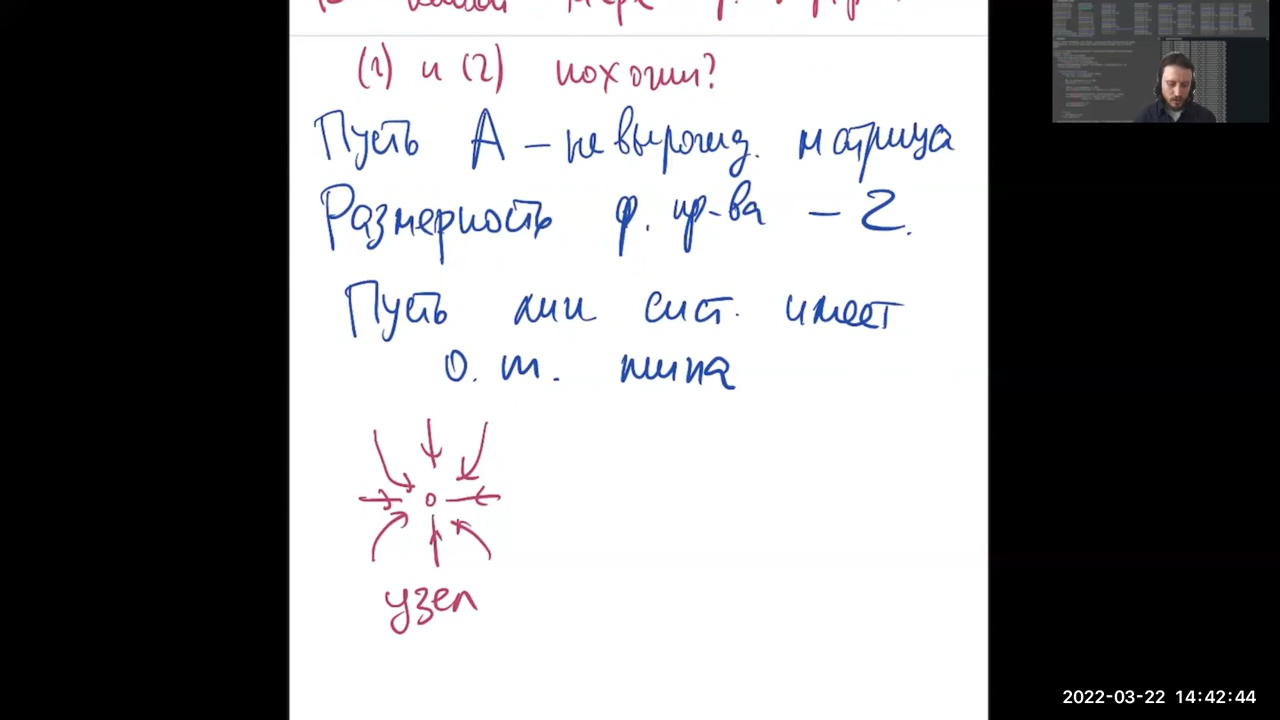 (1) и (2) похожи?
Пусть A – невырожд. матрица
Размерность ф. пр-ва – 2.
Пусть лин сист. имеет
о. т. типа
узел
2022-03-22 14:42:44